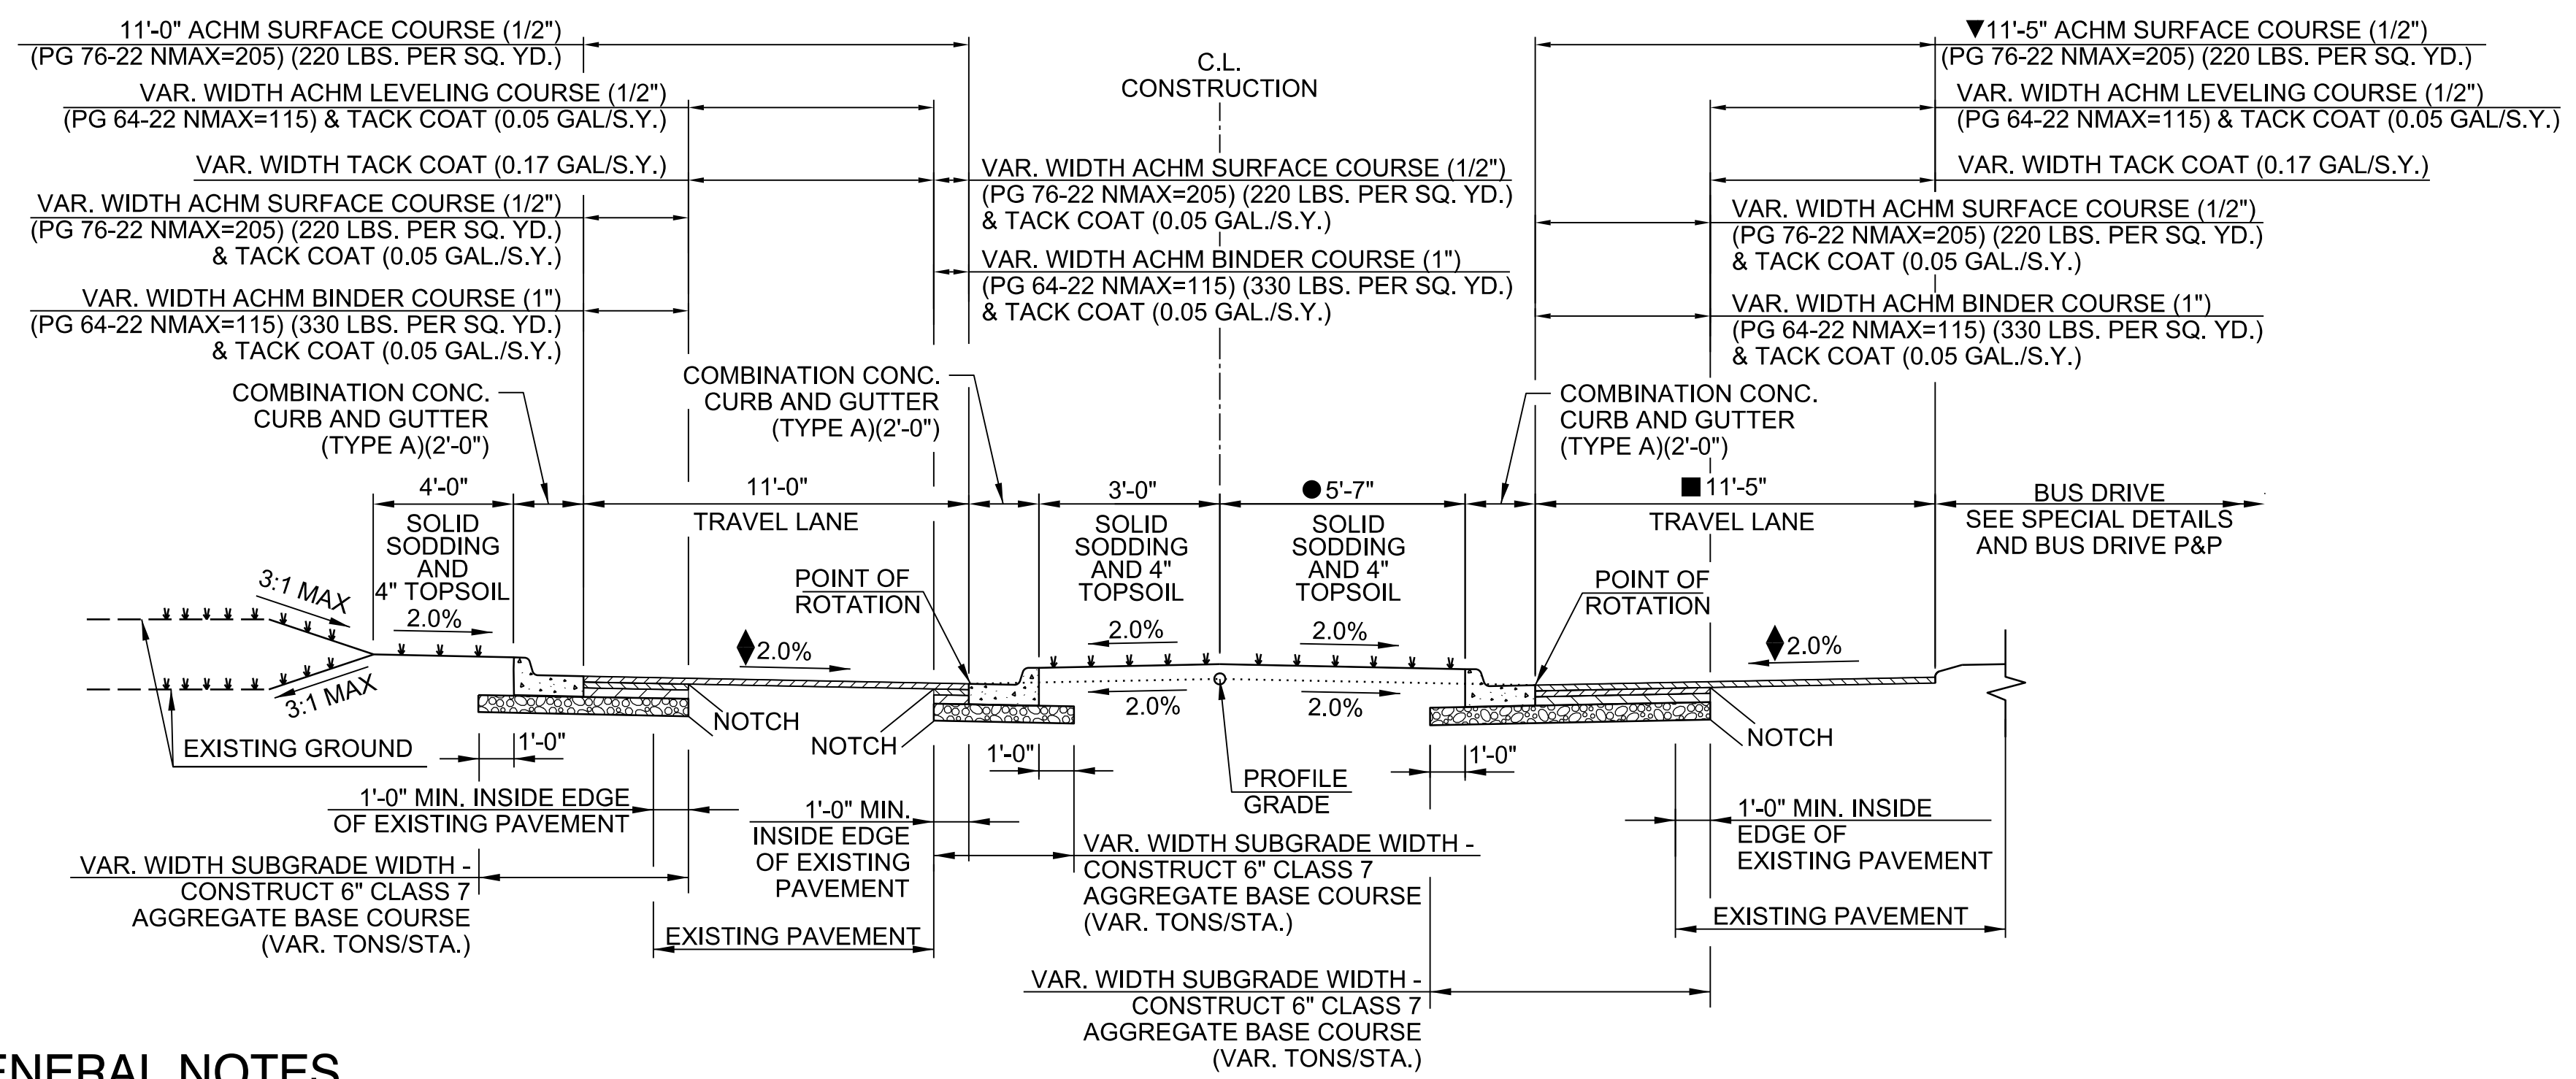 11'-0" ACHM SURFACE COURSE (1/2")
(PG 76-22 NMAX=205) (220 LBS. PER SQ. YD.)
VAR. WIDTH ACHM LEVELING COURSE (1/2")
(PG 64-22 NMAX=115) & TACK COAT (0.05 GAL/S.Y.)
VAR. WIDTH TACK COAT (0.17 GAL/S.Y.)
VAR. WIDTH ACHM SURFACE COURSE (1/2")
(PG 76-22 NMAX=205) (220 LBS. PER SQ. YD.)
& TACK COAT (0.05 GAL./S.Y.)
VAR. WIDTH ACHM BINDER COURSE (1")
(PG 64-22 NMAX=115) (330 LBS. PER SQ. YD.)
& TACK COAT (0.05 GAL./S.Y.)
C.L.
CONSTRUCTION
VAR. WIDTH ACHM SURFACE COURSE (1/2")
(PG 76-22 NMAX=205) (220 LBS. PER SQ. YD.)
& TACK COAT (0.05 GAL./S.Y.)
VAR. WIDTH ACHM BINDER COURSE (1")
(PG 64-22 NMAX=115) (330 LBS. PER SQ. YD.)
& TACK COAT (0.05 GAL./S.Y.)
▼11'-5" ACHM SURFACE COURSE (1/2")
(PG 76-22 NMAX=205) (220 LBS. PER SQ. YD.)
VAR. WIDTH ACHM LEVELING COURSE (1/2")
(PG 64-22 NMAX=115) & TACK COAT (0.05 GAL/S.Y.)
VAR. WIDTH TACK COAT (0.17 GAL/S.Y.)
VAR. WIDTH ACHM SURFACE COURSE (1/2")
(PG 76-22 NMAX=205) (220 LBS. PER SQ. YD.)
& TACK COAT (0.05 GAL./S.Y.)
VAR. WIDTH ACHM BINDER COURSE (1")
(PG 64-22 NMAX=115) (330 LBS. PER SQ. YD.)
& TACK COAT (0.05 GAL./S.Y.)
COMBINATION CONC.
CURB AND GUTTER
(TYPE A)(2'-0")
COMBINATION CONC.
CURB AND GUTTER
(TYPE A)(2'-0")
COMBINATION CONC.
CURB AND GUTTER
(TYPE A)(2'-0")
4'-0"
SOLID
SODDING
AND
4" TOPSOIL
11'-0"
TRAVEL LANE
3'-0"
SOLID
SODDING
AND 4"
TOPSOIL
●5'-7"
SOLID
SODDING
AND 4"
TOPSOIL
■11'-5"
TRAVEL LANE
BUS DRIVE
SEE SPECIAL DETAILS
AND BUS DRIVE P&P
POINT OF
ROTATION
POINT OF
ROTATION
3:1 MAX
2.0%
♦2.0%
2.0%
2.0%
♦2.0%
3:1 MAX
2.0%
2.0%
NOTCH
NOTCH
NOTCH
EXISTING GROUND
1'-0"
1'-0"
1'-0"
PROFILE
GRADE
1'-0" MIN. INSIDE EDGE
OF EXISTING PAVEMENT
1'-0" MIN.
INSIDE EDGE
OF EXISTING
PAVEMENT
1'-0" MIN. INSIDE
EDGE OF
EXISTING PAVEMENT
VAR. WIDTH SUBGRADE WIDTH -
CONSTRUCT 6" CLASS 7
AGGREGATE BASE COURSE
(VAR. TONS/STA.)
VAR. WIDTH SUBGRADE WIDTH -
CONSTRUCT 6" CLASS 7
AGGREGATE BASE COURSE
(VAR. TONS/STA.)
EXISTING PAVEMENT
EXISTING PAVEMENT
VAR. WIDTH SUBGRADE WIDTH -
CONSTRUCT 6" CLASS 7
AGGREGATE BASE COURSE
(VAR. TONS/STA.)
ENERAL NOTES